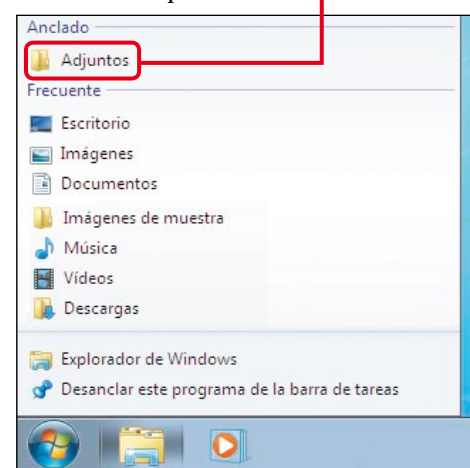 Anclado
Adjuntos
Frecuente
Escritorio
Imágenes
Documentos
Imágenes de muestra
Música
Vídeos
Descargas
Explorador de Windows
Desanclar este programa de la barra de tareas